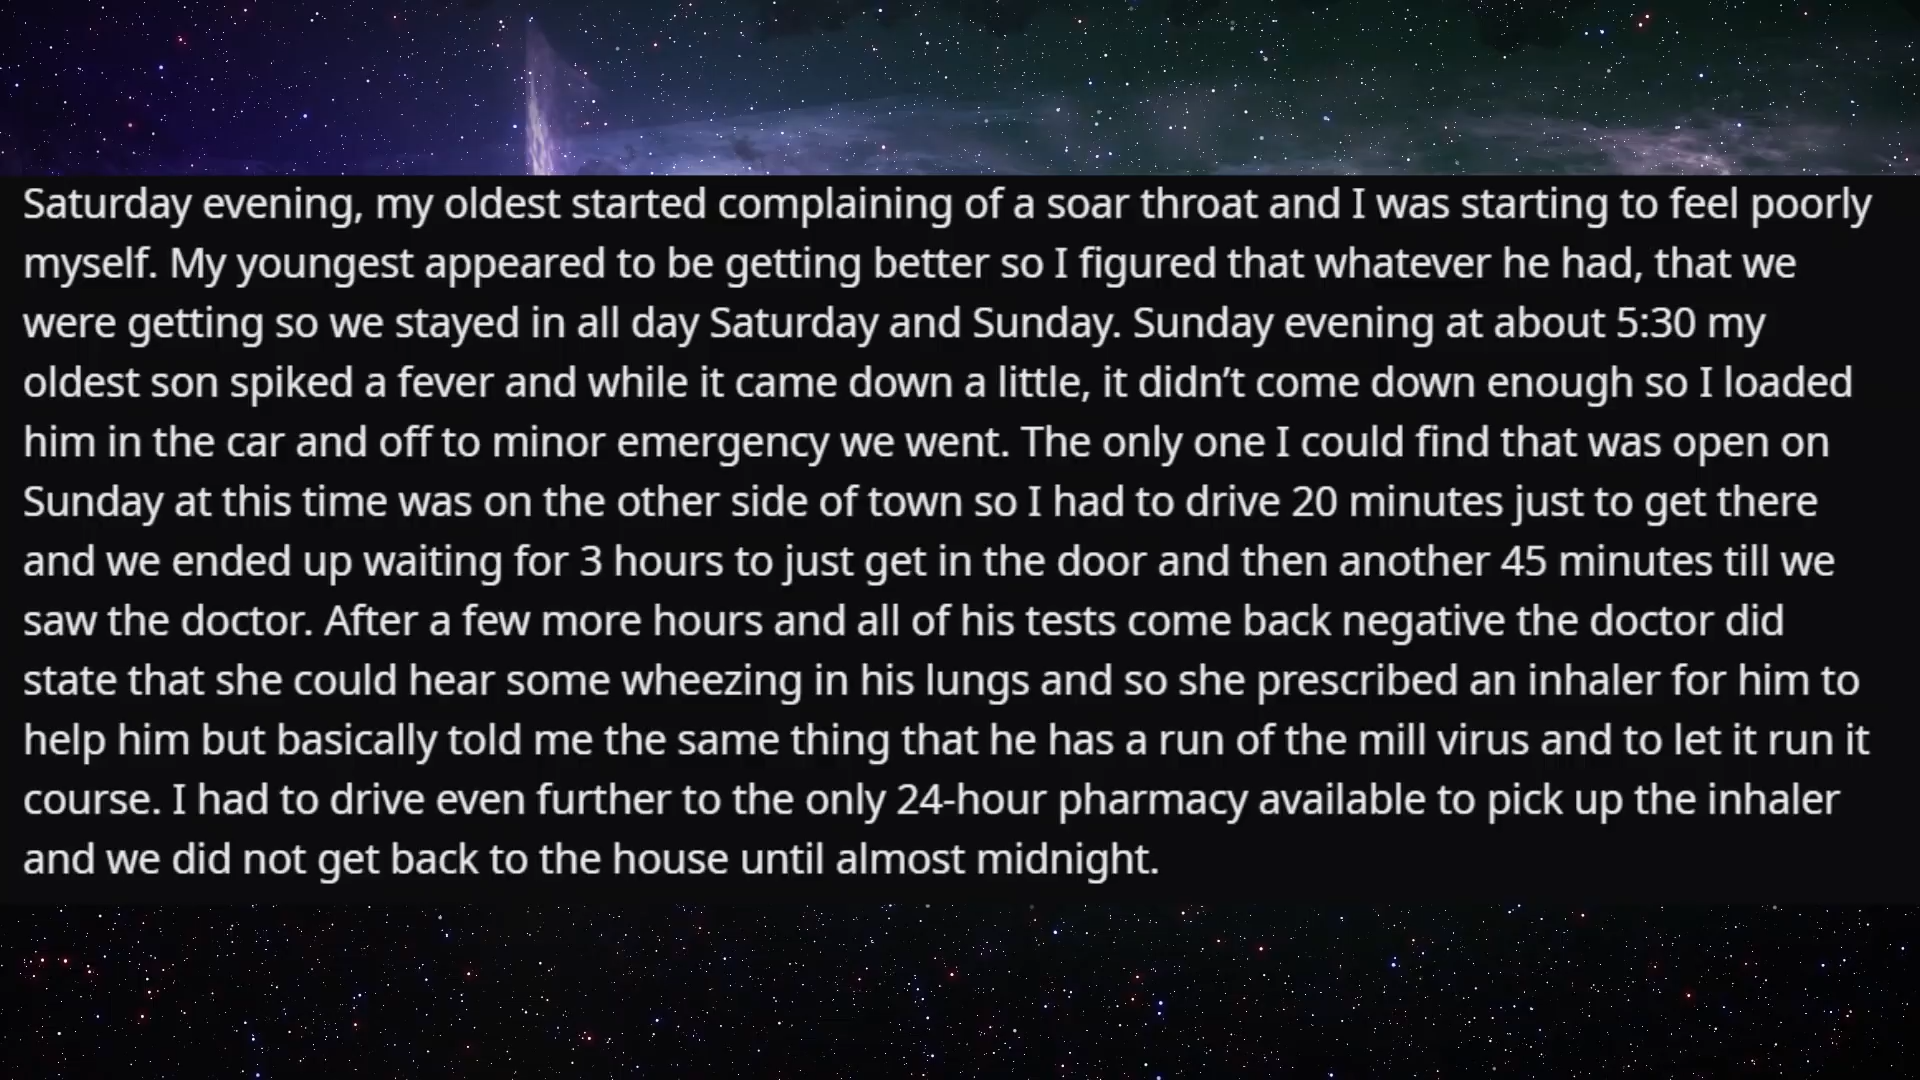 Saturday evening, my oldest started complaining of a soar throat and I was starting to feel poorly
myself. My youngest appeared to be getting better so I figured that whatever he had, that we
were getting so we stayed in all day Saturday and Sunday. Sunday evening at about 5:30 my
oldest son spiked a fever and while it came down a little, it didn’t come down enough so I loaded
him in the car and off to minor emergency we went. The only one I could find that was open on
Sunday at this time was on the other side of town so I had to drive 20 minutes just to get there
and we ended up waiting for 3 hours to just get in the door and then another 45 minutes till we
saw the doctor. After a few more hours and all of his tests come back negative the doctor did
state that she could hear some wheezing in his lungs and so she prescribed an inhaler for him to
help him but basically told me the same thing that he has a run of the mill virus and to let it run it
course. I had to drive even further to the only 24-hour pharmacy available to pick up the inhaler
and we did not get back to the house until almost midnight.